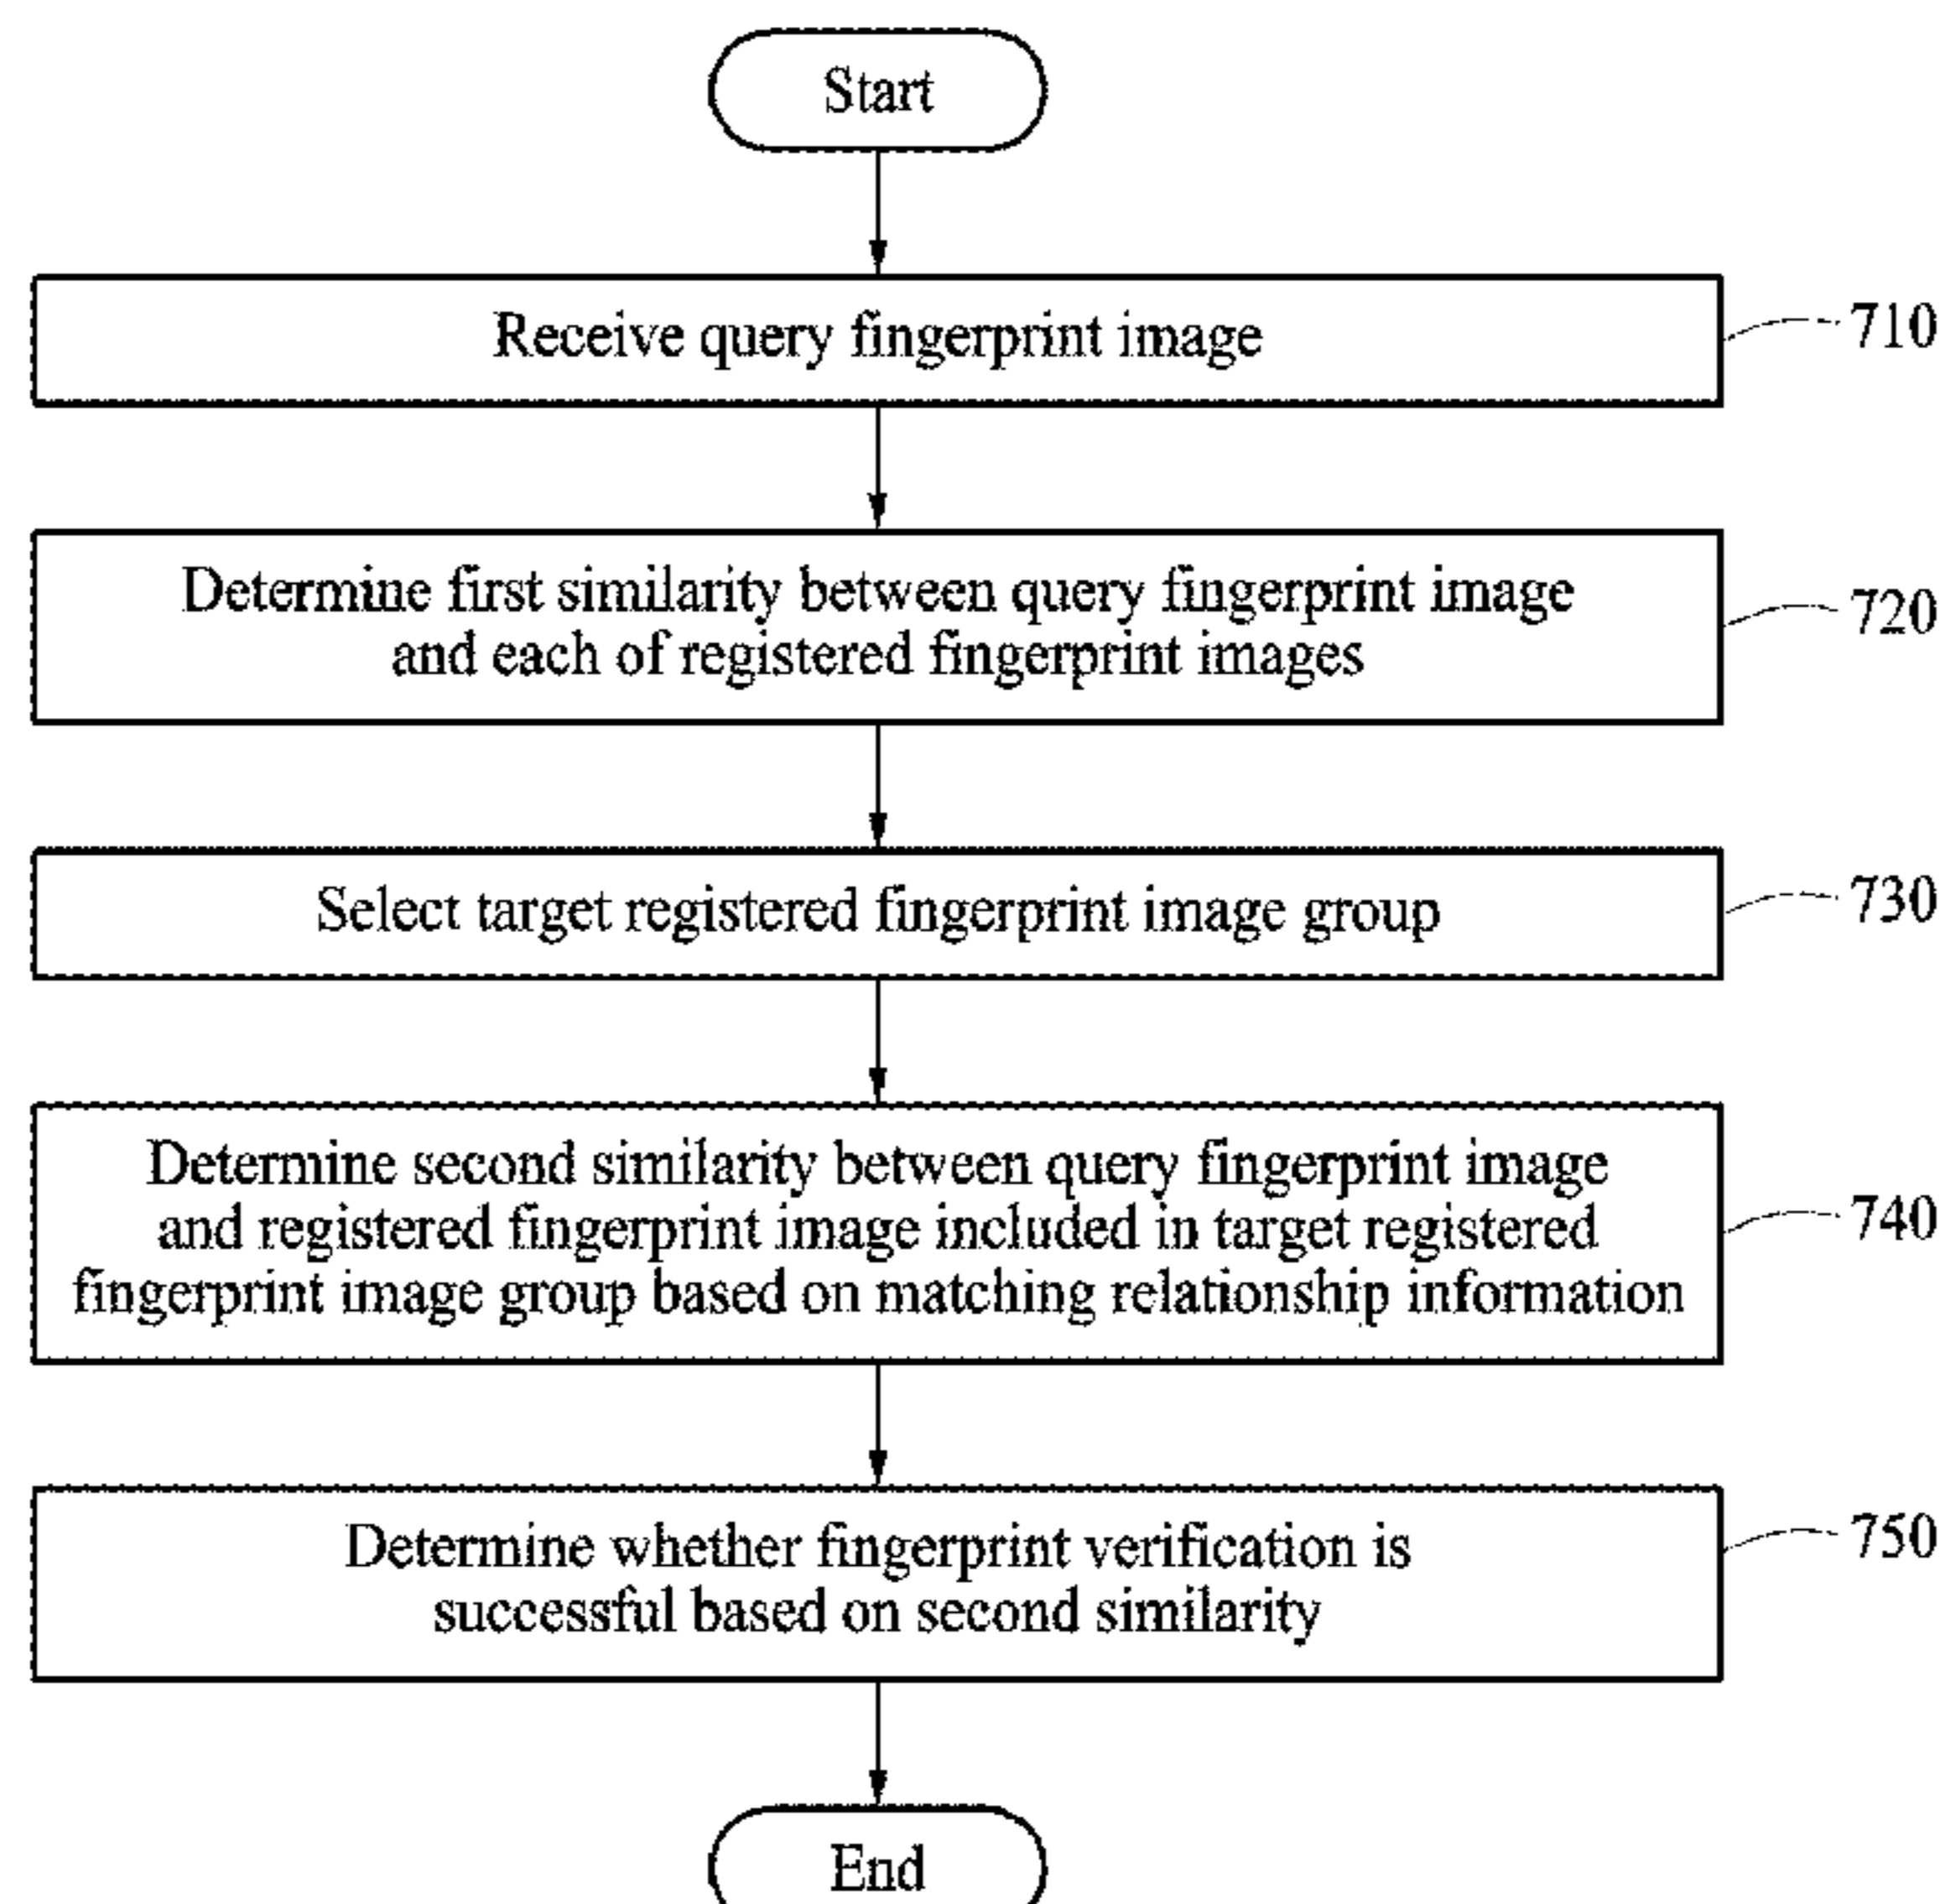 Start
Receive query fingerprint image
710
Determine first similarity between query fingerprint image
and each of registered fingerprint images
720
Select target registered fingerprint image group
730
Determine second similarity between query fingerprint image
and registered fingerprint image included in target registered
fingerprint image group based on matching relationship information
740
Determine whether fingerprint verification is
successful based on second similarity
750
End